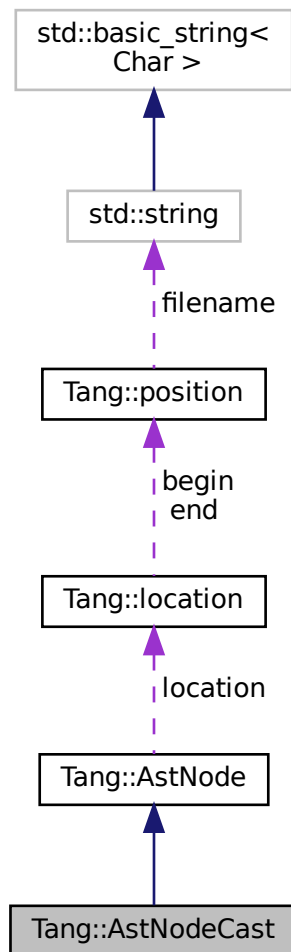 std::basic_string<
Char >
std::string
filename
Tang::position
begin
end
Tang::location
location
Tang::AstNode
Tang::AstNodeCast